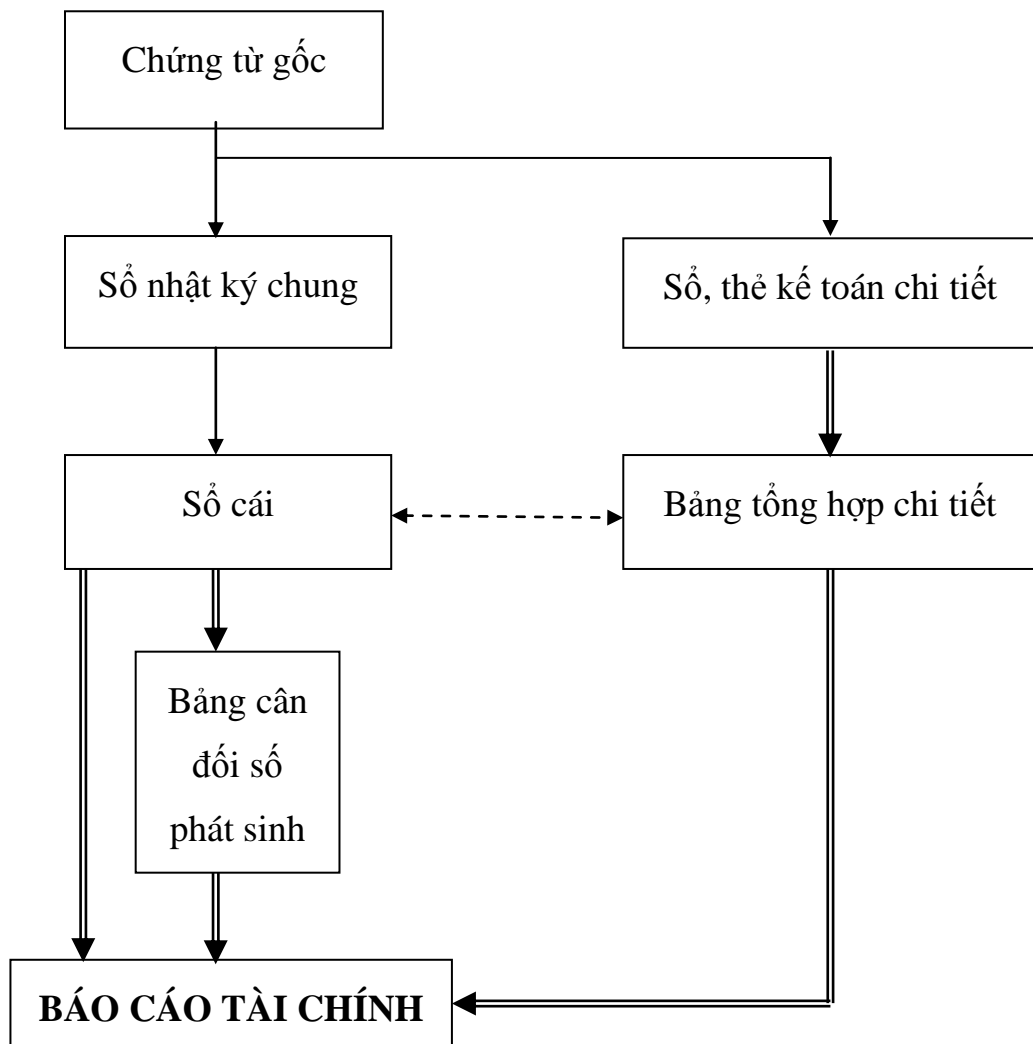 Chứng từ gốc
Sổ nhật ký chung
Sổ, thẻ kế toán chi tiết
Sổ cái
Bảng tổng hợp chi tiết
Bảng cân
đối số
phát sinh
BÁO CÁO TÀI CHÍNH